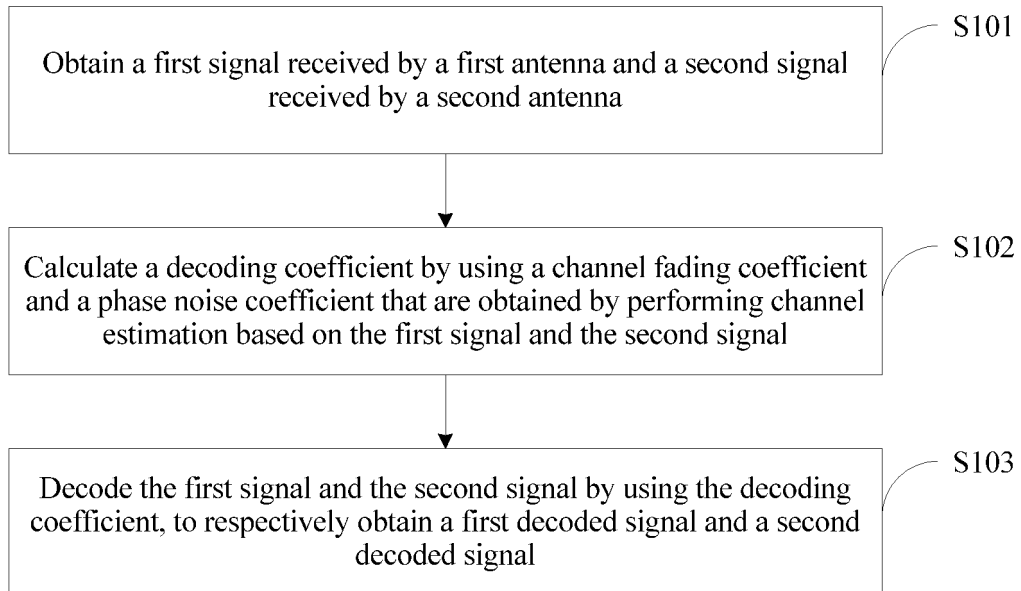 Obtain a first signal received by a first antenna and a second signal
received by a second antenna
S101
Calculate a decoding coefficient by using a channel fading coefficient
and a phase noise coefficient that are obtained by performing channel
estimation based on the first signal and the second signal
S102
Decode the first signal and the second signal by using the decoding
coefficient, to respectively obtain a first decoded signal and a second
decoded signal
S103